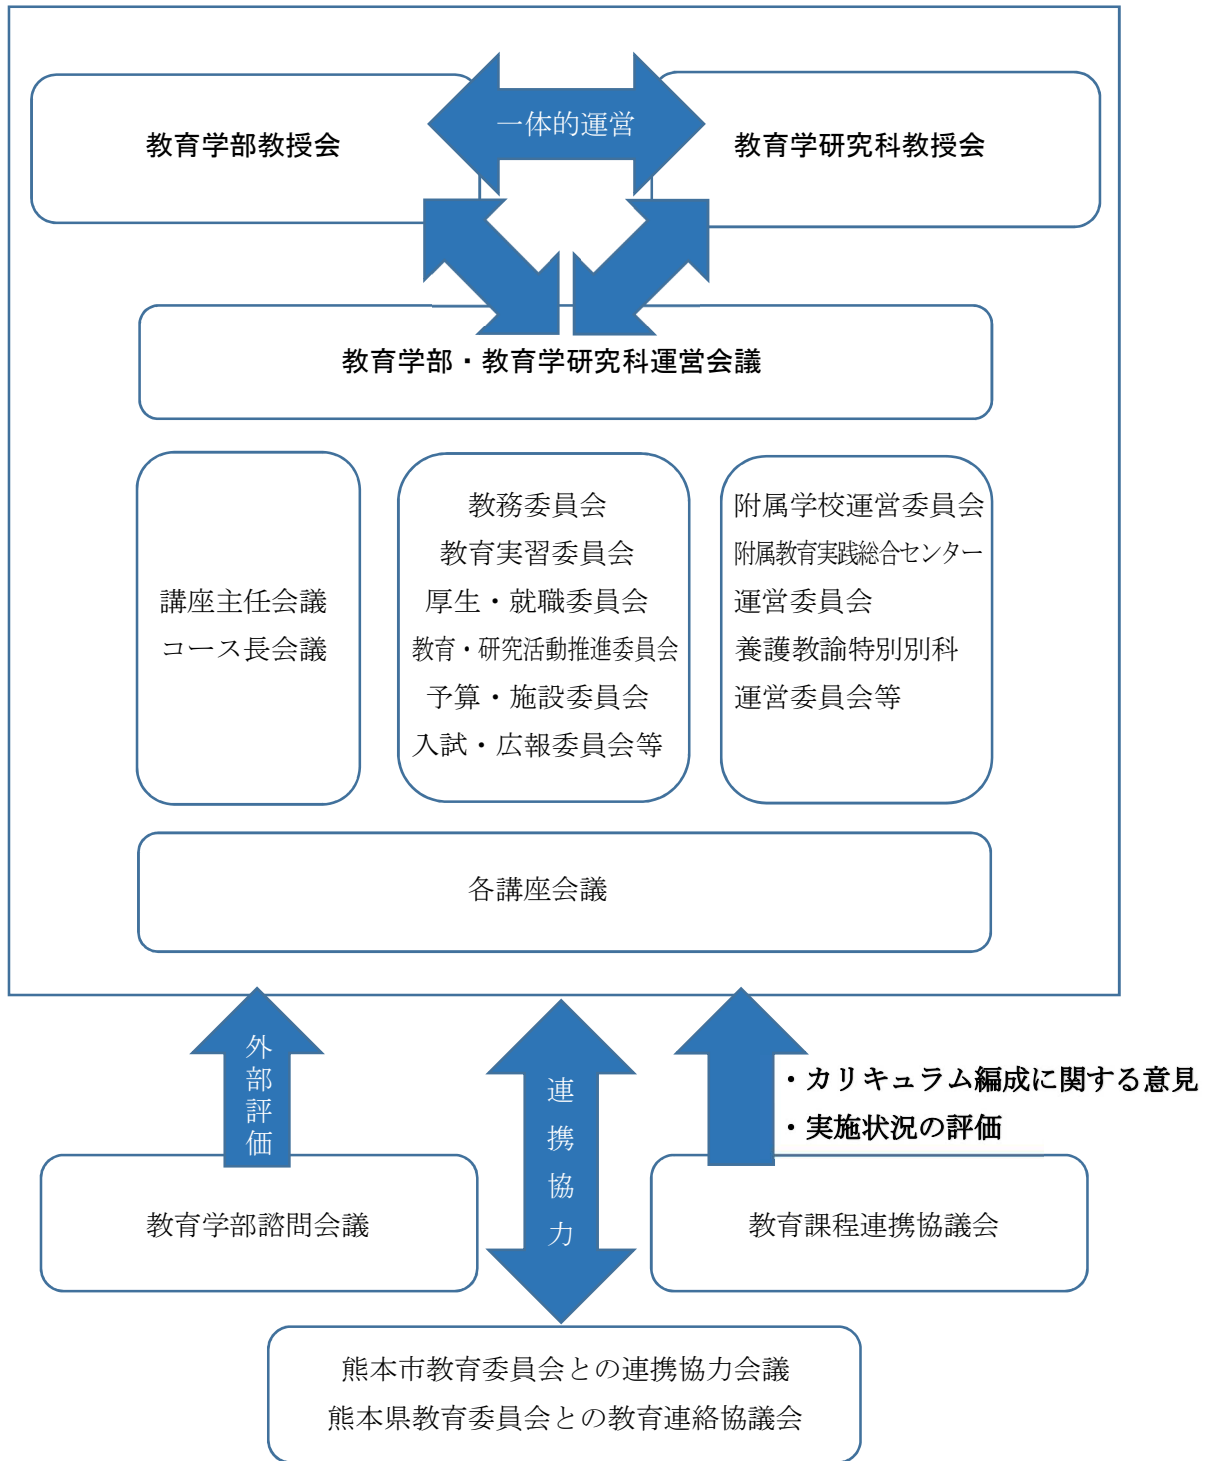 一体的運営
教育学部教授会
教育学研究科教授会
教育学部・教育学研究科運営会議
講座主任会議
コース長会議
教務委員会
教育実習委員会
厚生・就職委員会
教育・研究活動推進委員会
予算・施設委員会
入試・広報委員会等
附属学校運営委員会
附属教育実践総合センター
運営委員会
養護教諭特別別科
運営委員会等
各講座会議
外部評価
連携協力
・カリキュラム編成に関する意見
・実施状況の評価
教育学部諮問会議
教育課程連携協議会
熊本市教育委員会との連携協力会議
熊本県教育委員会との教育連絡協議会